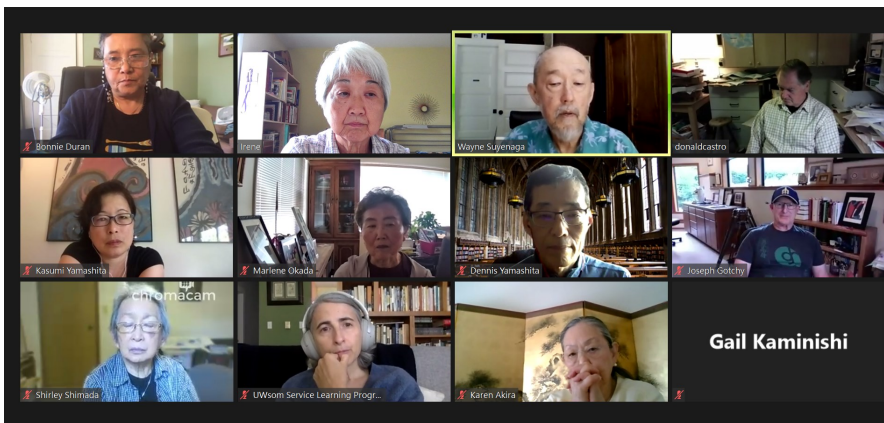 Bonnie Duran
Irene
Wayne Suyenaga
donaldcastro
Kasumi Yamashita
Marlene Okada
Dennis Yamashita
Joseph Gotchy
chromacam
Shirley Shimada
UWsom Service Learning Progr...
Karen Akira
Gail Kaminishi